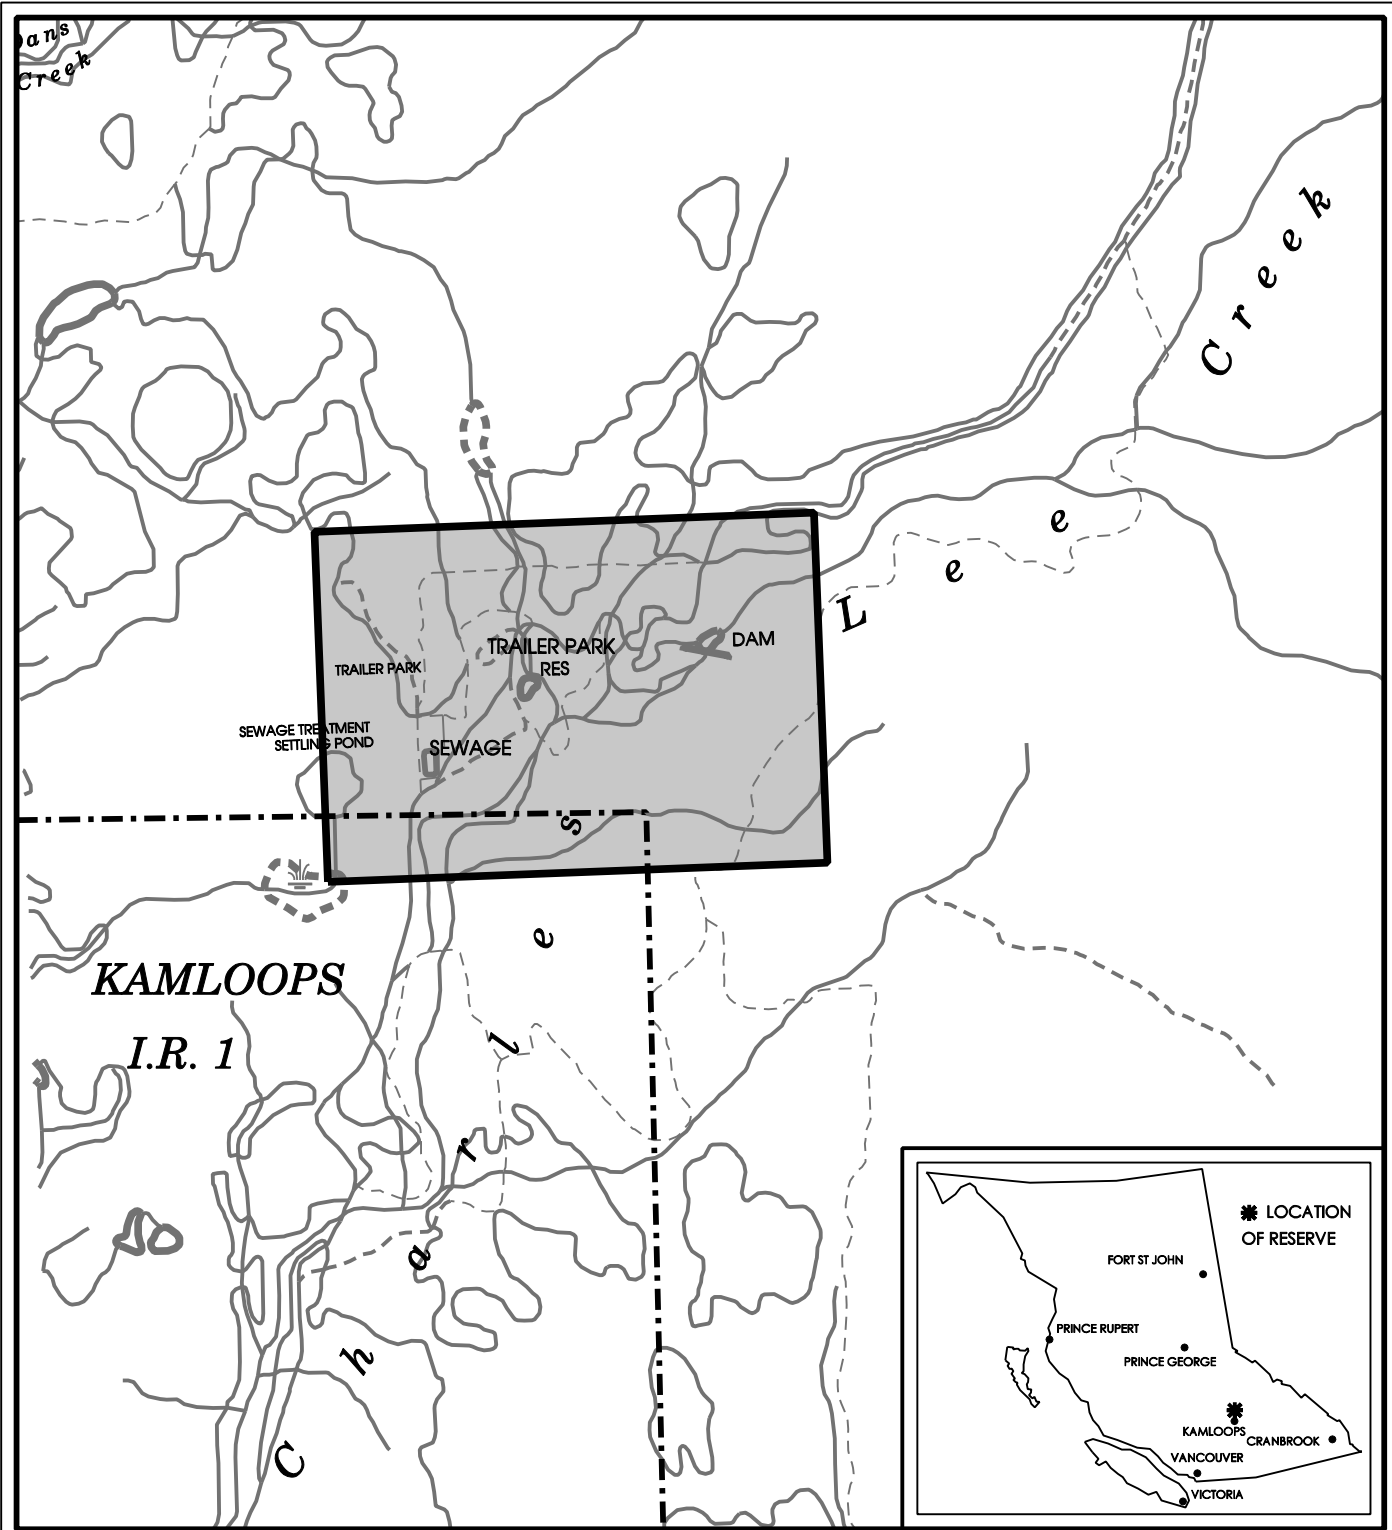 Dans
Creek
Creek
Lee
TRAILER PARK
RES
DAM
TRAILER PARK
SEWAGE TREATMENT
SETTLING POND
SEWAGE
KAMLOOPS
I.R. 1
Charles
LOCATION
OF RESERVE
FORT ST JOHN
PRINCE RUPERT
PRINCE GEORGE
KAMLOOPS
CRANBROOK
VANCOUVER
VICTORIA